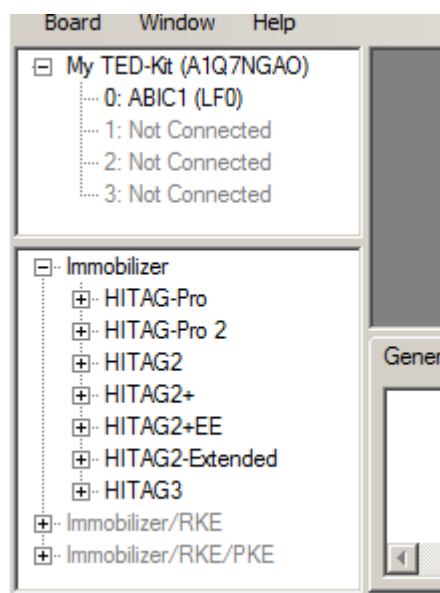 Board Window Help
My TED-Kit (A1Q7NGAO)
0: ABIC1 (LF0)
1: Not Connected
2: Not Connected
3: Not Connected
Immobilizer
HITAG-Pro
HITAG-Pro 2
HITAG2
HITAG2+
HITAG2+EE
HITAG2-Extended
HITAG3
Immobilizer/RKE
Immobilizer/RKE/PKE